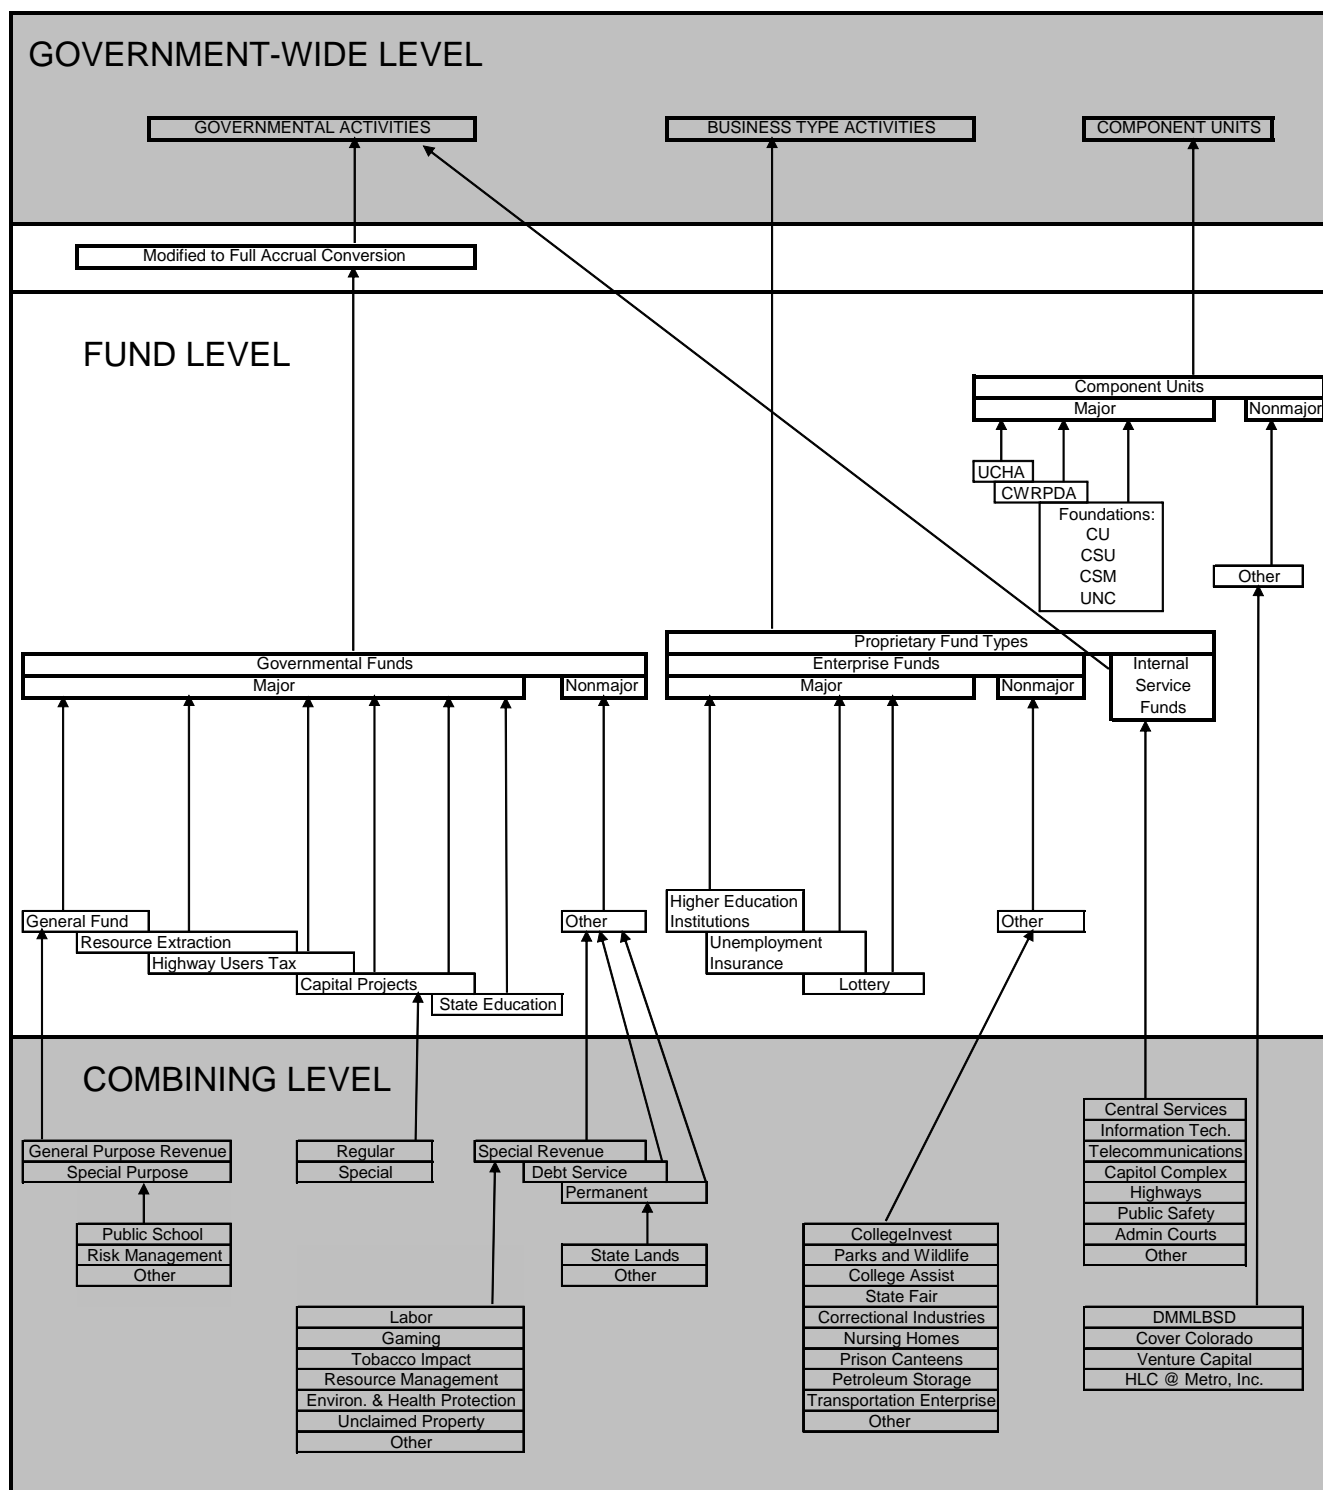 GOVERNMENT-WIDE LEVEL
GOVERNMENTAL ACTIVITIES
BUSINESS TYPE ACTIVITIES
COMPONENT UNITS
Modified to Full Accrual Conversion
FUND LEVEL
Component Units
Major
Nonmajor
UCHA
CWRPDA
Foundations:
CU
CSU
CSM
UNC
Other
Governmental Funds
Major
Nonmajor
Proprietary Fund Types
Enterprise Funds
Major
Nonmajor
Internal
Service
Funds
General Fund
Resource Extraction
Highway Users Tax
Capital Projects
State Education
Other
Higher Education
Institutions
Unemployment
Insurance
Lottery
Other
COMBINING LEVEL
General Purpose Revenue
Special Purpose
Public School
Risk Management
Other
Regular
Special
Special Revenue
Debt Service
Permanent
State Lands
Other
Labor
Gaming
Tobacco Impact
Resource Management
Environ. & Health Protection
Unclaimed Property
Other
CollegeInvest
Parks and Wildlife
College Assist
State Fair
Correctional Industries
Nursing Homes
Prison Canteens
Petroleum Storage
Transportation Enterprise
Other
Central Services
Information Tech.
Telecommunications
Capitol Complex
Highways
Public Safety
Admin Courts
Other
DMMLBSD
Cover Colorado
Venture Capital
HLC @ Metro, Inc.